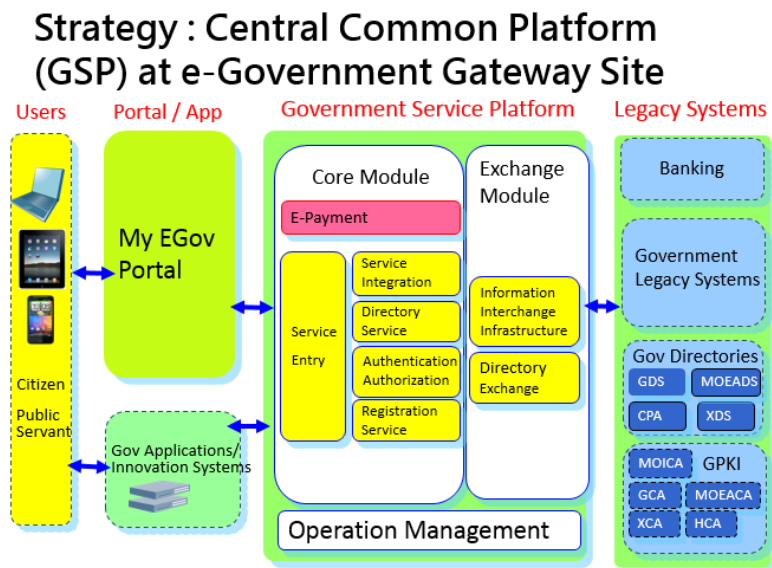 Strategy : Central Common Platform
(GSP) at e-Government Gateway Site
Users
Portal / App
Government Service Platform
Legacy Systems
Citizen
Public
Servant
My EGov
Portal
Gov Applications/
Innovation Systems
Core Module
E-Payment
Service
Entry
Service
Integration
Directory
Service
Authentication
Authorization
Registration
Service
Exchange
Module
Information
Interchange
Infrastructure
Directory
Exchange
Operation Management
Banking
Government
Legacy Systems
Gov Directories
GDS MOEADS
CPA XDS
MOICA GPKI
GCA MOEACA
XCA HCA